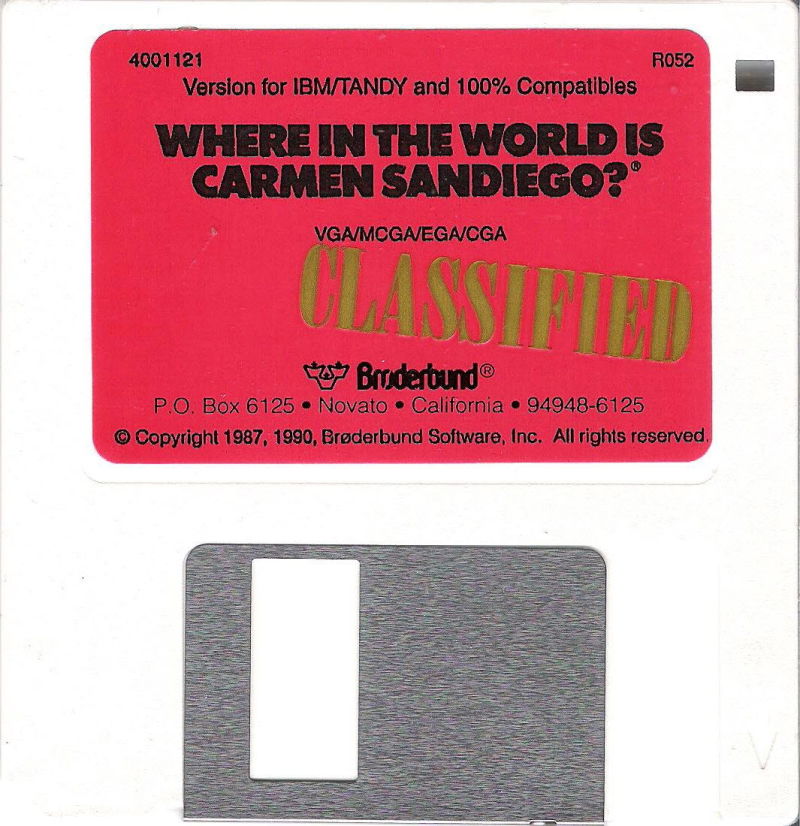 4001121 R052
Version for IBM/TANDY and 100% Compatibles
WHERE IN THE WORLD IS
CARMEN SANDIEGO?®
VGA/MCGA/EGA/CGA
CLASSIFIED
Brøderbund®
P.O. Box 6125 • Novato • California • 94948-6125
© Copyright 1987, 1990, Brøderbund Software, Inc. All rights reserved.